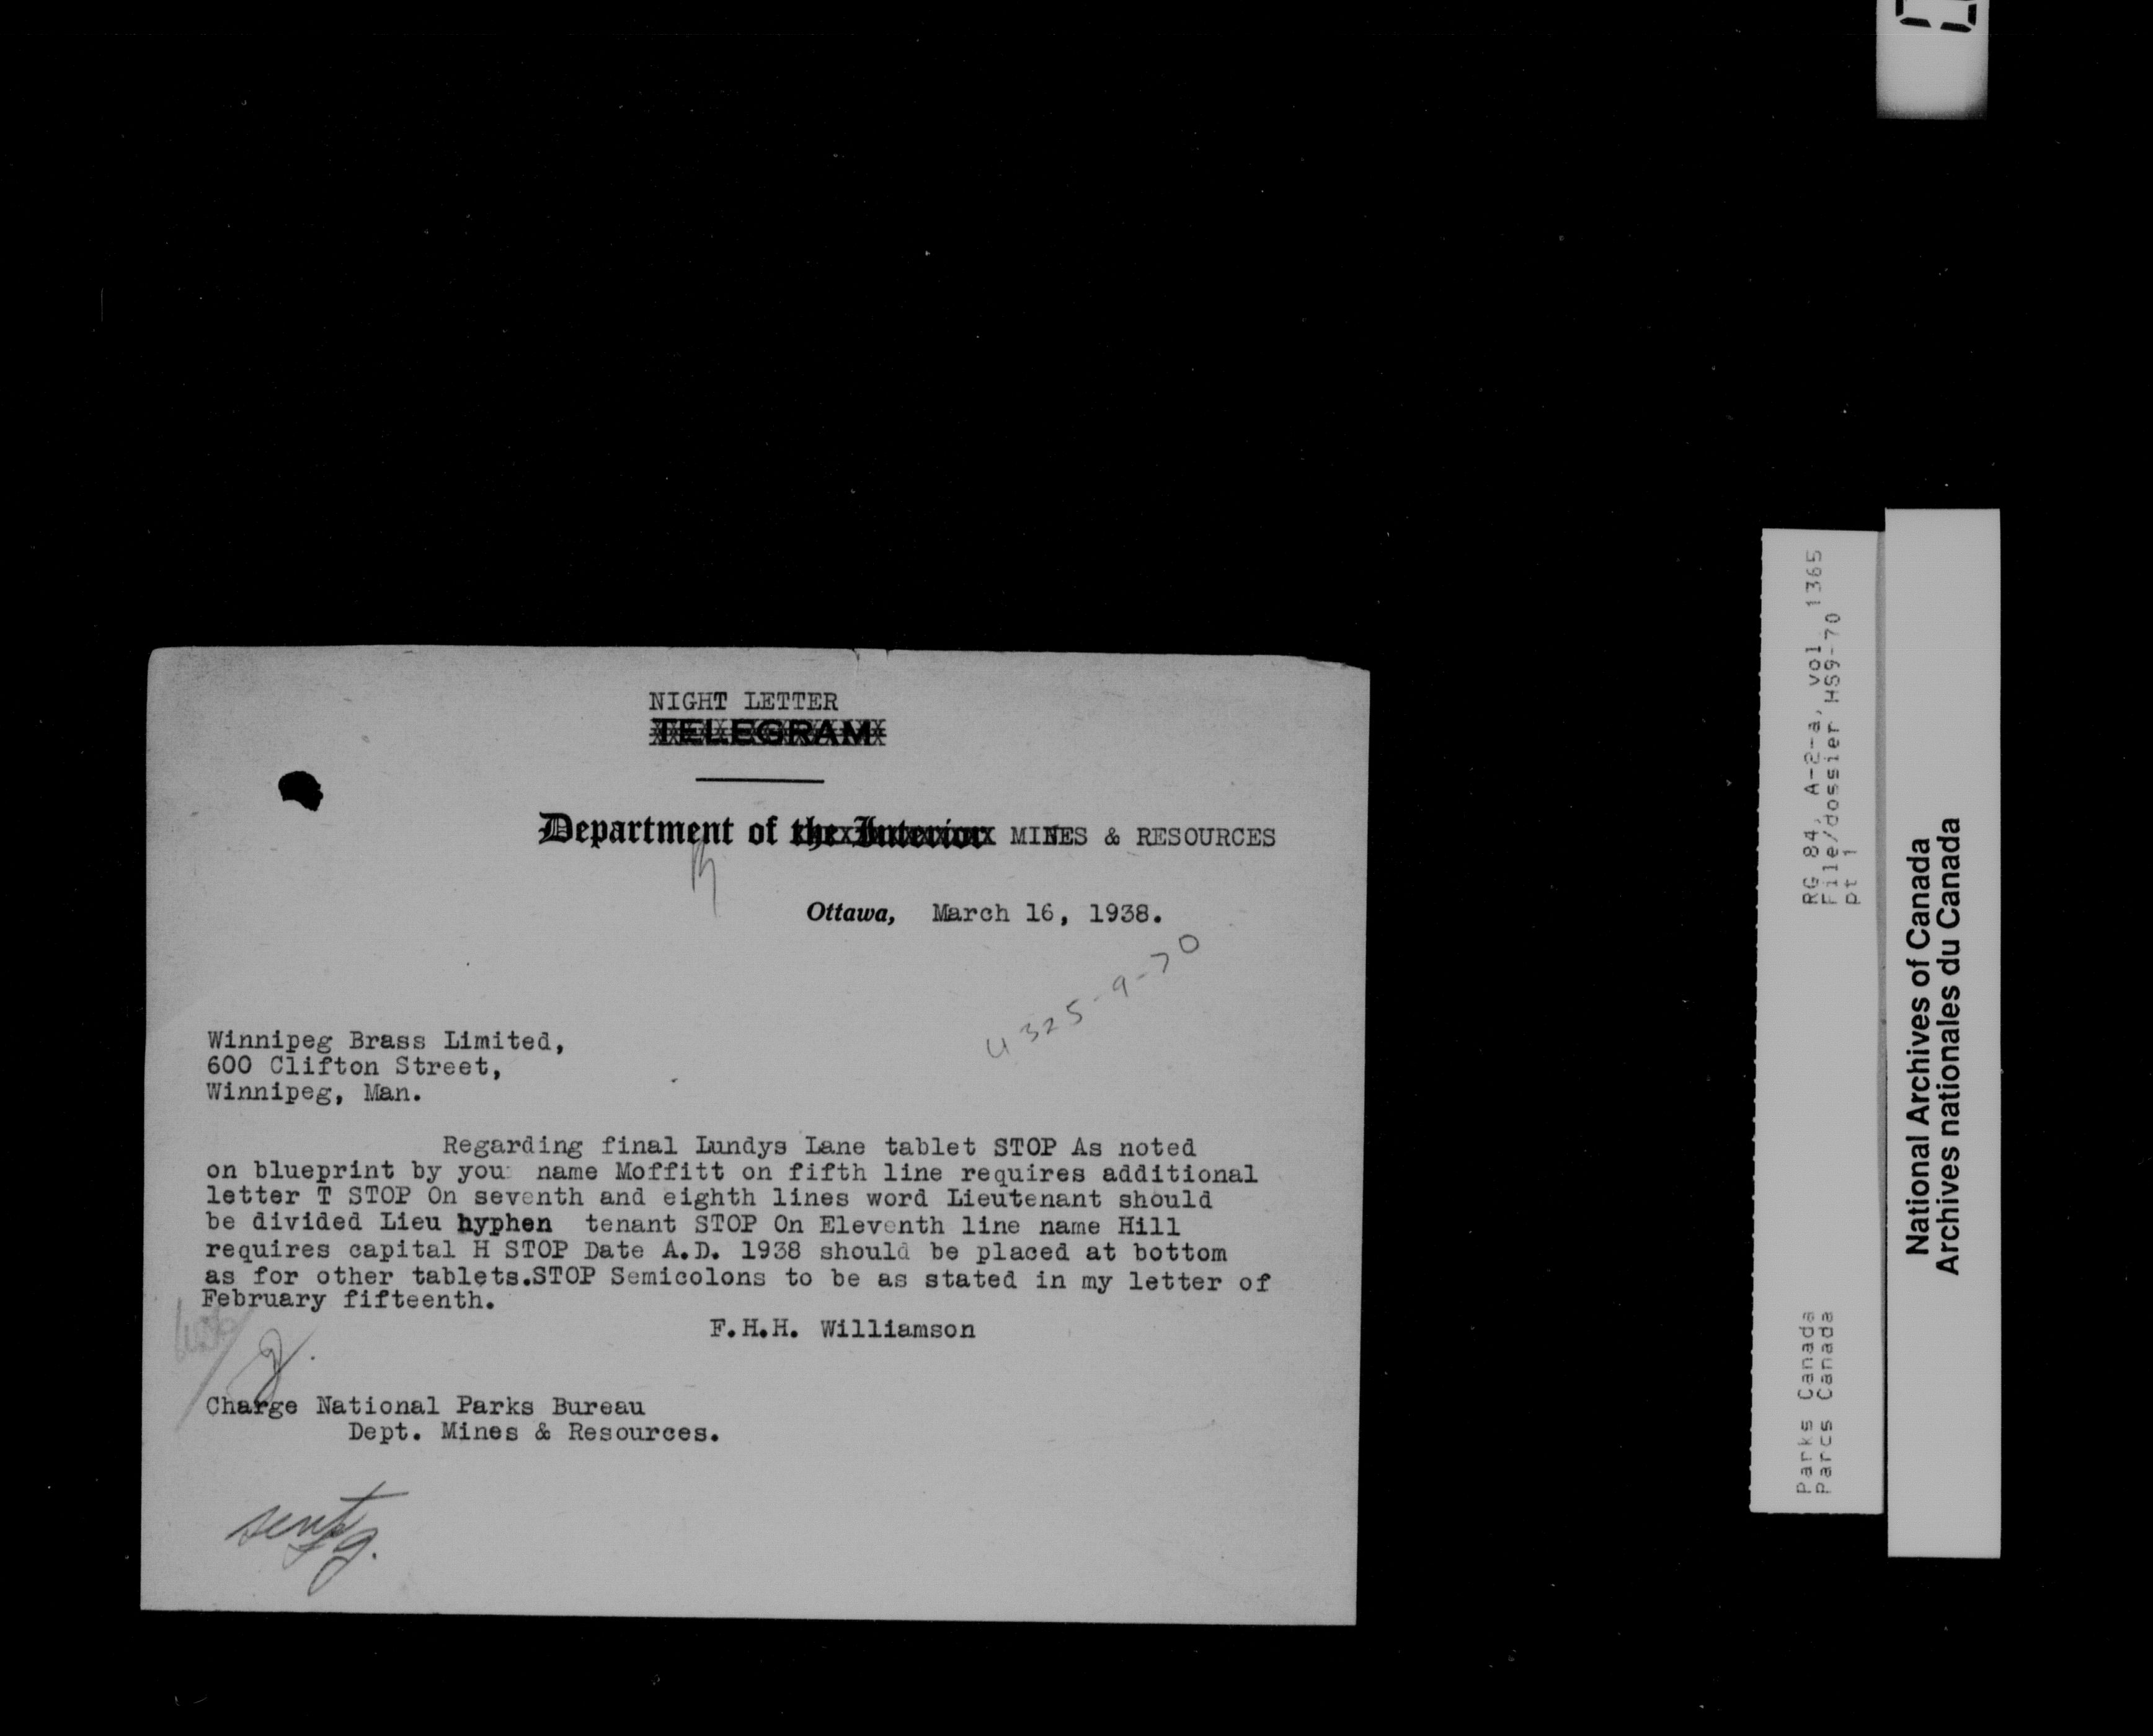 NIGHT LETTER
TELEGRAM
Department of the Interior MINES & RESOURCES
Ottawa, March 16, 1938.
U 325-9-70
Winnipeg Brass Limited,
600 Clifton Street,
Winnipeg, Man.
Regarding final Lundys Lane tablet STOP As noted
on blueprint by you name Moffitt on fifth line requires additional
letter T STOP On seventh and eighth lines word Lieutenant should
be divided Lieu hyphen tenant STOP On Eleventh line name Hill
requires capital H STOP Date A.D. 1938 should be placed at bottom
as for other tablets.STOP Semicolons to be as stated in my letter of
February fifteenth.
F.H.H. Williamson
Charge National Parks Bureau
Dept. Mines & Resources.
sent
RG 84, A-2-a, vol. 1365
File/dossier HS9-70
pt 1
Parks Canada
Parcs Canada
National Archives of Canada
Archives nationales du Canada